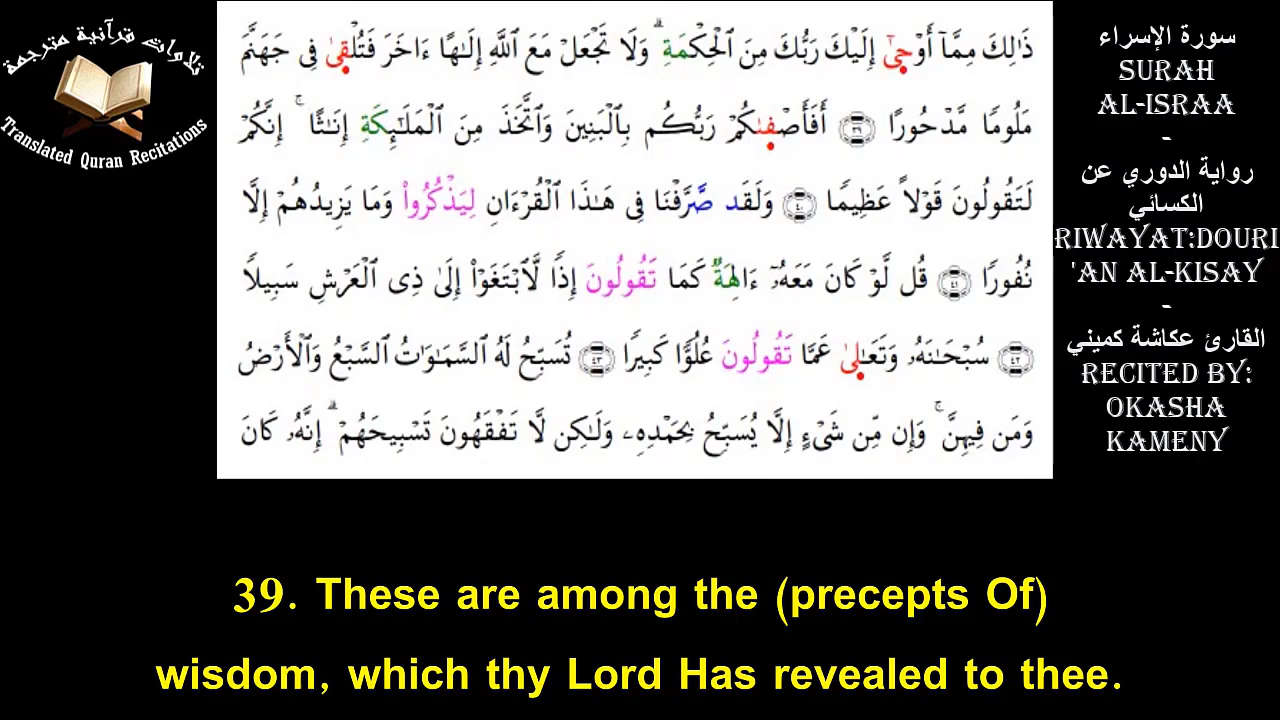 تلاوات قرآنية مترجمة
Translated Quran Recitations
ذَٰلِكَ مِمَّآ أَوْحَىٰٓ إِلَيْكَ رَبُّكَ مِنَ ٱلْحِكْمَةِ ۗ وَلَا تَجْعَلْ مَعَ ٱللَّهِ إِلَـٰهًا ءَاخَرَ فَتُلْقَىٰ فِى جَهَنَّمَ
مَلُومًا مَّدْحُورًا ٣٩ أَفَأَصْفَىٰكُمْ رَبُّكُم بِٱلْبَنِينَ وَٱتَّخَذَ مِنَ ٱلْمَلَـٰٓئِكَةِ إِنَـٰثًا ۚ إِنَّكُمْ
لَتَقُولُونَ قَوْلًا عَظِيمًا ٤٠ وَلَقَد صَّرَّفْنَا فِى هَـٰذَا ٱلْقُرْءَانِ لِيَذْكُرُوا۟ وَمَا يَزِيدُهُمْ إِلَّا
نُفُورًا ٤١ قُل لَّوْ كَانَ مَعَهُۥٓ ءَالِهَةٌ كَمَا تَقُولُونَ إِذًا لَّٱبْتَغَوْا۟ إِلَىٰ ذِى ٱلْعَرْشِ سَبِيلًا
٤٢ سُبْحَـٰنَهُۥ وَتَعَـٰلَىٰ عَمَّا تَقُولُونَ عُلُوًّا كَبِيرًا ٤٣ تُسَبِّحُ لَهُ ٱلسَّمَـٰوَٰتُ ٱلسَّبْعُ وَٱلْأَرْضُ
وَمَن فِيهِنَّ ۚ وَإِن مِّن شَىْءٍ إِلَّا يُسَبِّحُ بِحَمْدِهِۦ وَلَـٰكِن لَّا تَفْقَهُونَ تَسْبِيحَهُمْ ۗ إِنَّهُۥ كَانَ
سورة الإسراء
SURAH
AL-ISRAA
-
رواية الدوري عن
الكسائي
RIWAYAT:DOURI
'AN AL-KISAY
-
القارئ عكاشة كميني
RECITED BY:
OKASHA
KAMENY
39. These are among the (precepts Of)
wisdom, which thy Lord Has revealed to thee.